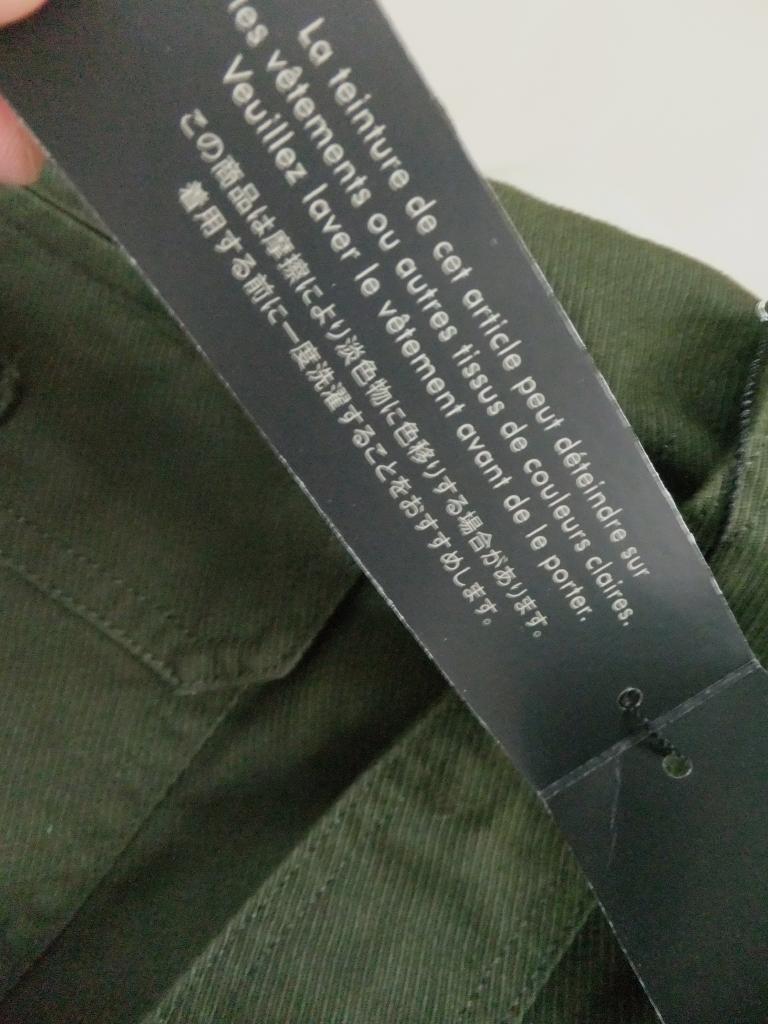 La teinture de cet article peut déteindre sur
les vêtements ou autres tissus de couleurs claires.
Veuillez laver le vêtement avant de le porter.
この商品は摩擦により淡色物に色移りする場合があります。
着用する前に一度洗濯することをおすすめします。